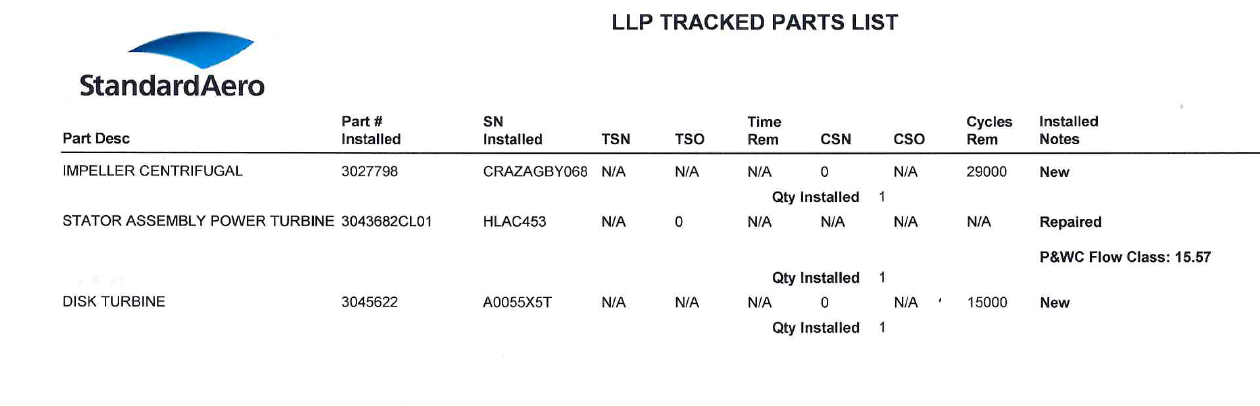 LLP TRACKED PARTS LIST
StandardAero
Part Desc Part # Installed SN Installed TSN TSO Time Rem CSN CSO Cycles Rem Installed Notes
IMPELLER CENTRIFUGAL 3027798 CRAZAGBY068 N/A N/A N/A 0 N/A 29000 New
Qty Installed 1
STATOR ASSEMBLY POWER TURBINE 3043682CL01 HLAC453 N/A 0 N/A N/A N/A N/A Repaired
P&WC Flow Class: 15.57
Qty Installed 1
DISK TURBINE 3045622 A0055X5T N/A N/A N/A 0 N/A 15000 New
Qty Installed 1